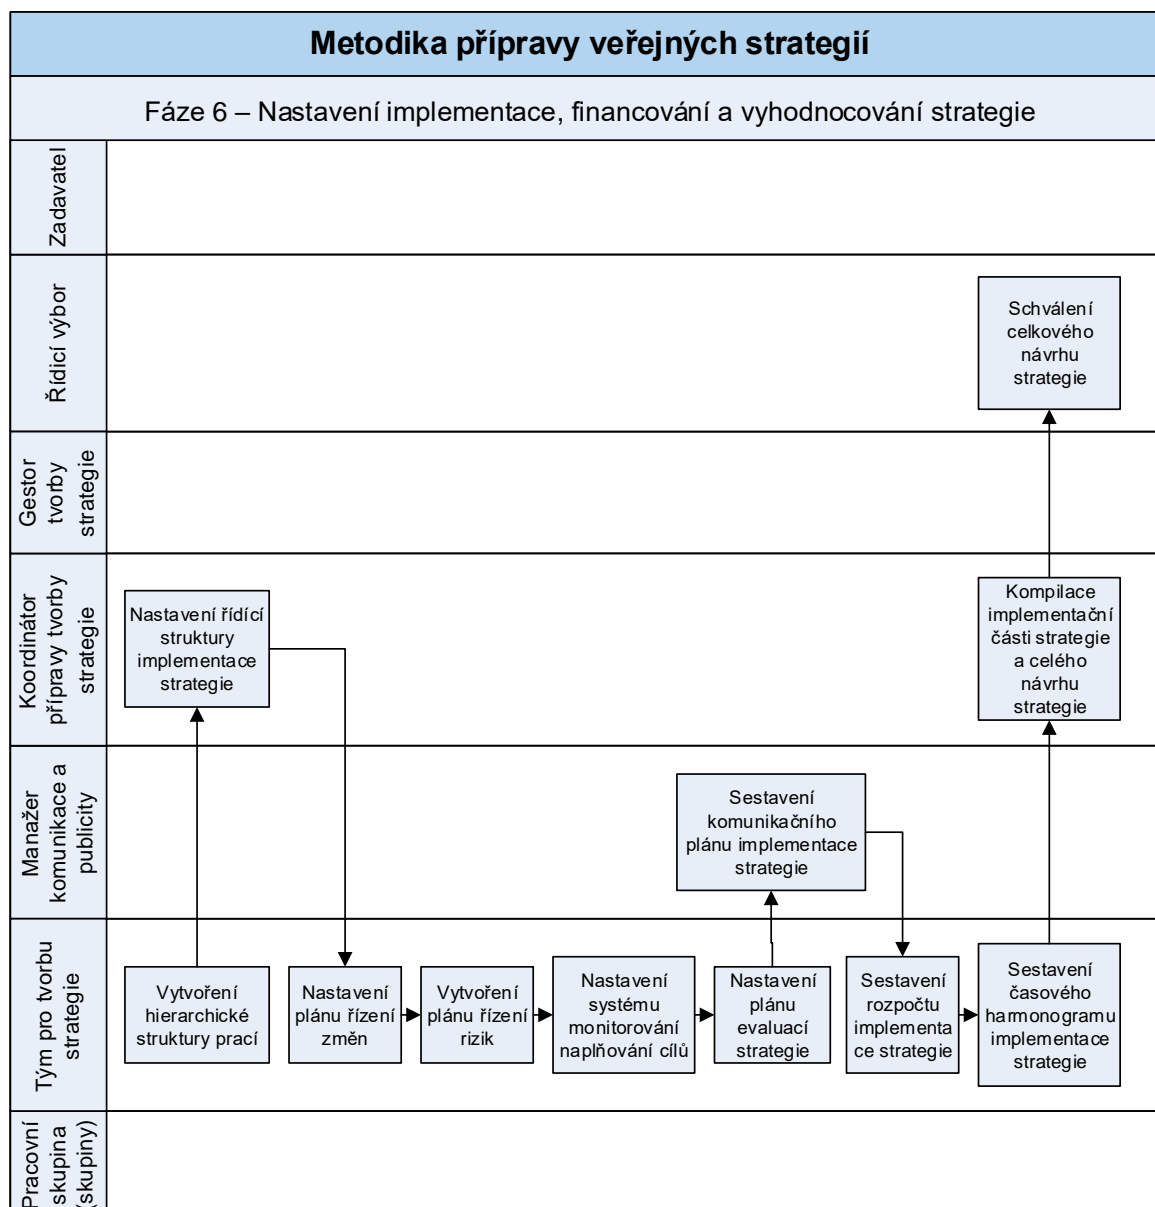 Metodika přípravy veřejných strategií
Fáze 6 – Nastavení implementace, financování a vyhodnocování strategie
Zadavatel
Řídicí výbor
Schválení
celkového
návrhu
strategie
Gestor
tvorby
strategie
Koordinátor
přípravy tvorby
strategie
Nastavení řídící
struktury
implementace
strategie
Kompilace
implementační
části strategie
a celého
návrhu
strategie
Manažer
komunikace a
publicity
Sestavení
komunikačního
plánu implementace
strategie
Tým pro tvorbu
strategie
Vytvoření
hierarchické
struktury prací
Nastavení
plánu řízení
změn
Vytvoření
plánu řízení
rizik
Nastavení
systému
monitorování
naplňování cílů
Nastavení
plánu
evaluací
strategie
Sestavení
rozpočtu
implementa
ce strategie
Sestavení
časového
harmonogramu
implementace
strategie
Pracovní
skupina
(skupiny)